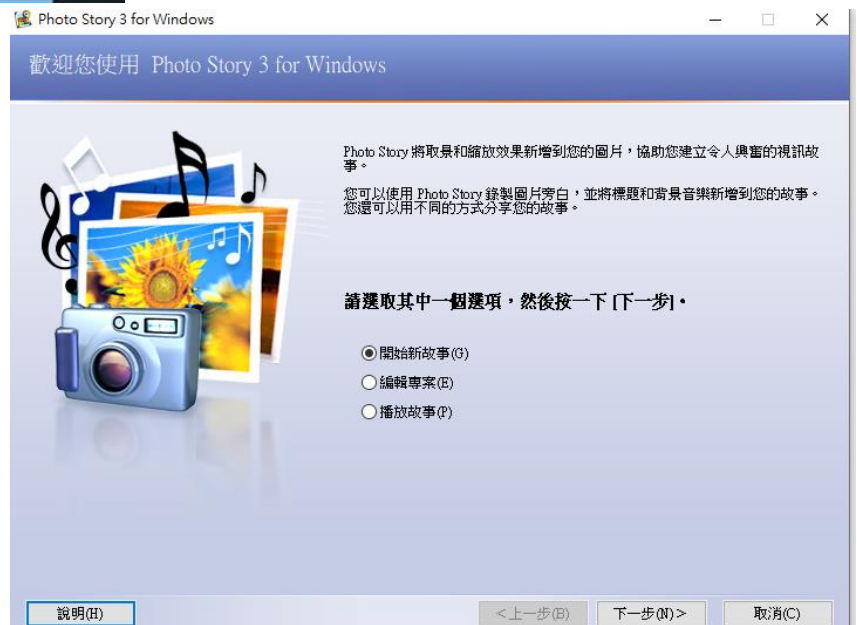 Photo Story 3 for Windows
歡迎您使用 Photo Story 3 for Windows
Photo Story 將取景和縮放效果新增到您的圖片，協助您建立令人興奮的視訊故
事。
您可以使用 Photo Story 錄製圖片旁白，並將標題和背景音樂新增到您的故事。
您還可以用不同的方式分享您的故事。
請選取其中一個選項，然後按一下 [下一步]。
開始新故事(G)
編輯專案(E)
播放故事(P)
說明(H)
<上一步(B)
下一步(N)>
取消(C)